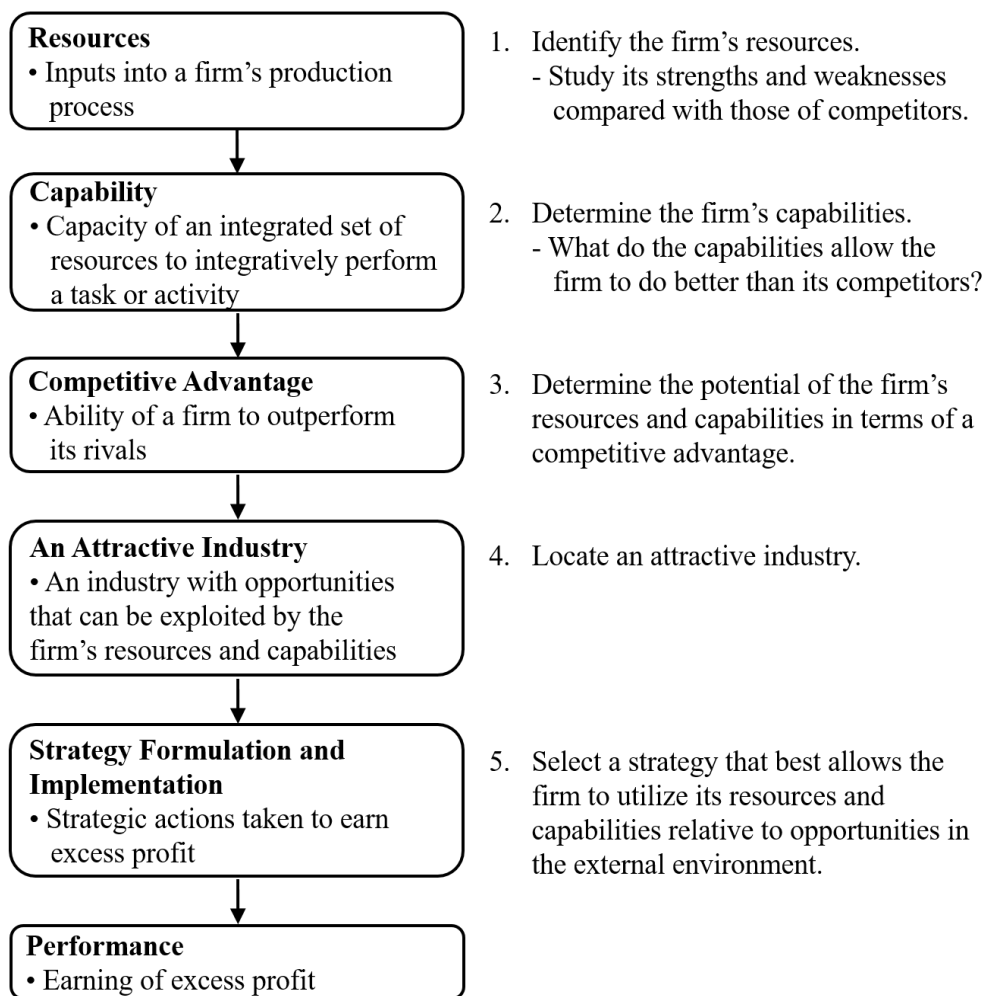 Resources
• Inputs into a firm’s production
process
1. Identify the firm’s resources.
- Study its strengths and weaknesses
compared with those of competitors.
Capability
• Capacity of an integrated set of
resources to integratively perform
a task or activity
2. Determine the firm’s capabilities.
- What do the capabilities allow the
firm to do better than its competitors?
Competitive Advantage
• Ability of a firm to outperform
its rivals
3. Determine the potential of the firm’s
resources and capabilities in terms of a
competitive advantage.
An Attractive Industry
• An industry with opportunities
that can be exploited by the
firm’s resources and capabilities
4. Locate an attractive industry.
Strategy Formulation and
Implementation
• Strategic actions taken to earn
excess profit
5. Select a strategy that best allows the
firm to utilize its resources and
capabilities relative to opportunities in
the external environment.
Performance
• Earning of excess profit